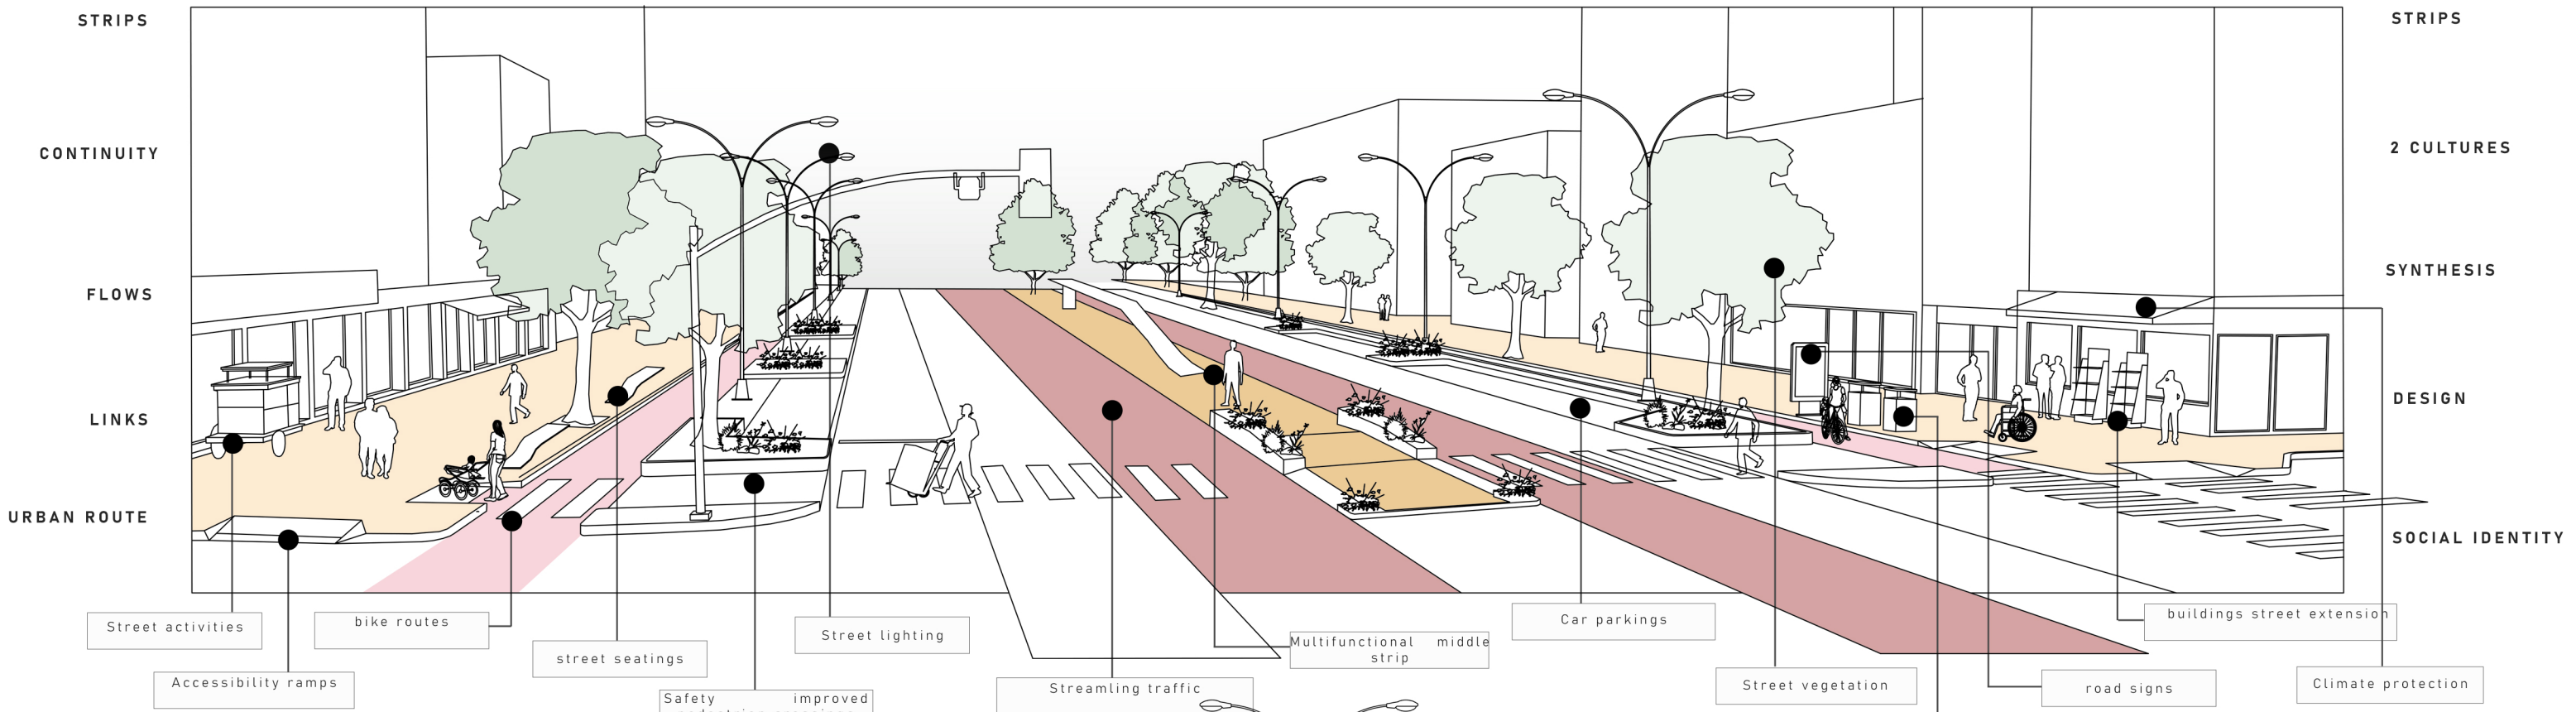 STRIPS
CONTINUITY
FLOWS
LINKS
URBAN ROUTE
STRIPS
2 CULTURES
SYNTHESIS
DESIGN
SOCIAL IDENTITY
Street activities
Accessibility ramps
bike routes
street seatings
Safety improved
Street lighting
Streamling traffic
Multifunctional middle
strip
Car parkings
Street vegetation
road signs
buildings street extension
Climate protection